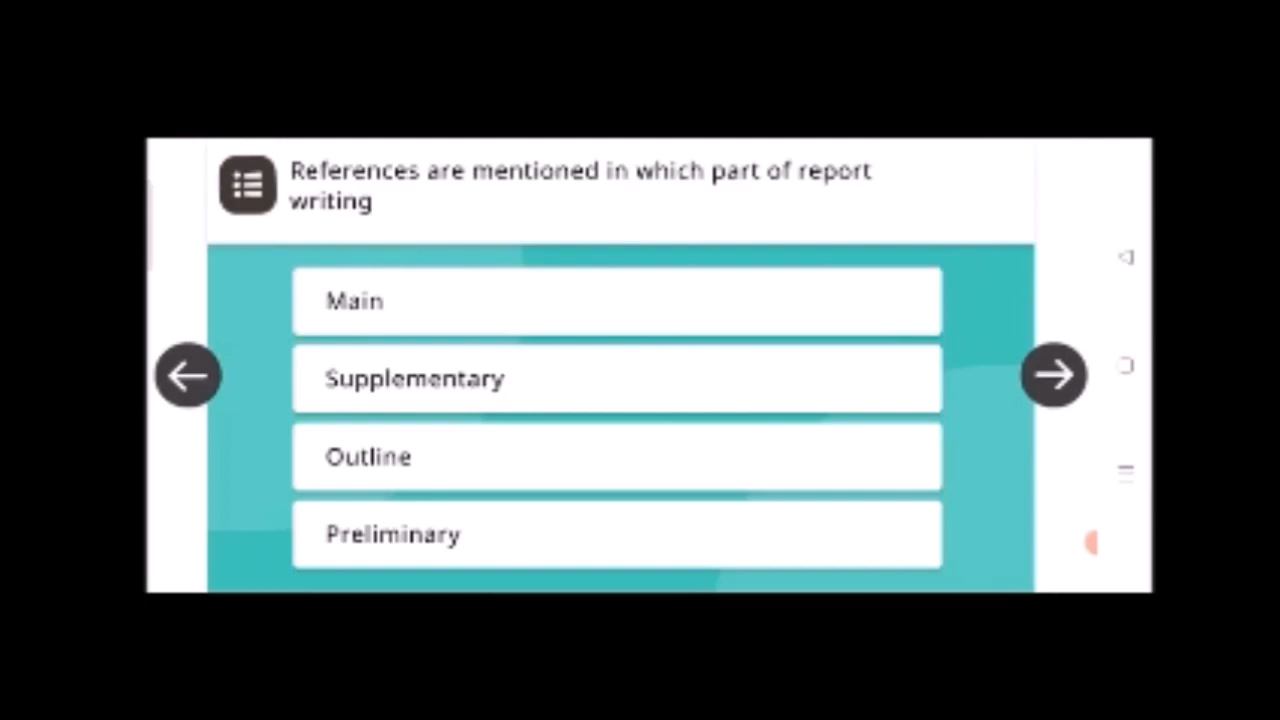 References are mentioned in which part of report
writing
Main
Supplementary
Outline
Preliminary